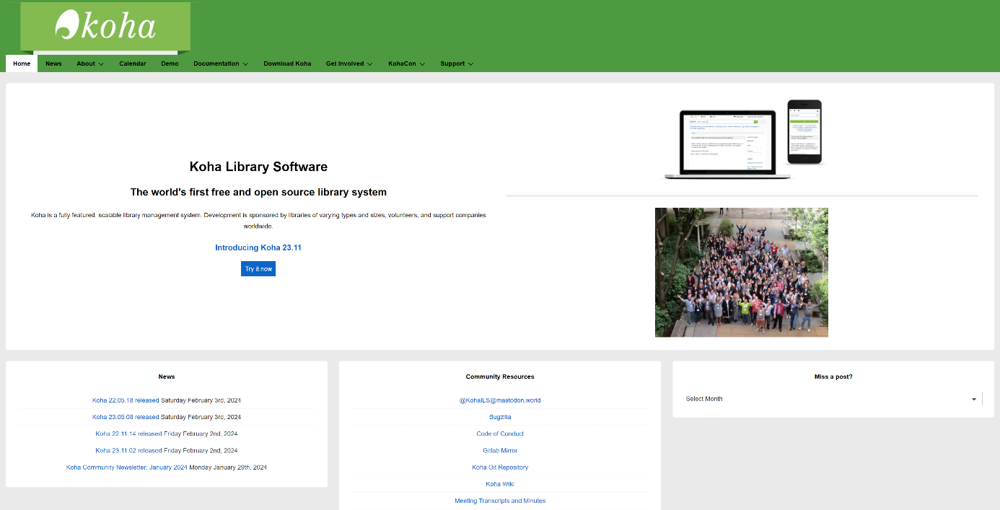 koha
Home News About Calendar Demo Documentation Download Koha Get Involved KohaCon Support
Koha Library Software
The world's first free and open source library system
Koha is a fully featured, scalable library management system. Development is sponsored by libraries of varying types and sizes, volunteers, and support companies
worldwide.
Introducing Koha 23.11
Try it now
News
Koha 22.05.18 released Saturday February 3rd, 2024
Koha 23.05.08 released Saturday February 3rd, 2024
Koha 22.11.14 released Friday February 2nd, 2024
Koha 23.11.02 released Friday February 2nd, 2024
Koha Community Newsletter: January 2024 Monday January 29th, 2024
Community Resources
@KohaILS@mastodon.world
Bugzilla
Code of Conduct
Gitlab Mirror
Koha Git Repository
Koha Wiki
Meeting Transcripts and Minutes
Miss a post?
Select Month